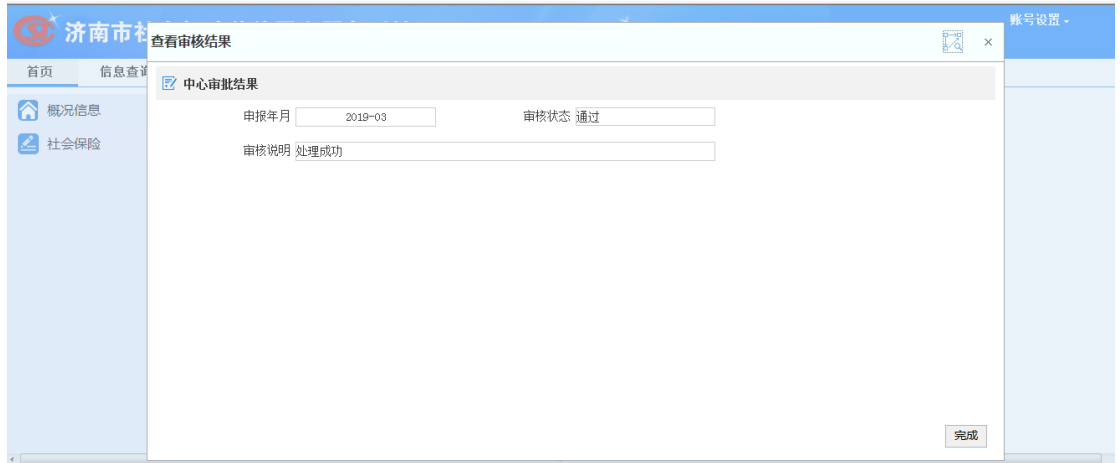 济南市社
账号设置
查看审核结果
首页
信息查询
中心审批结果
概况信息
申报年月 2019-03 审核状态 通过
社会保险
审核说明 处理成功
完成